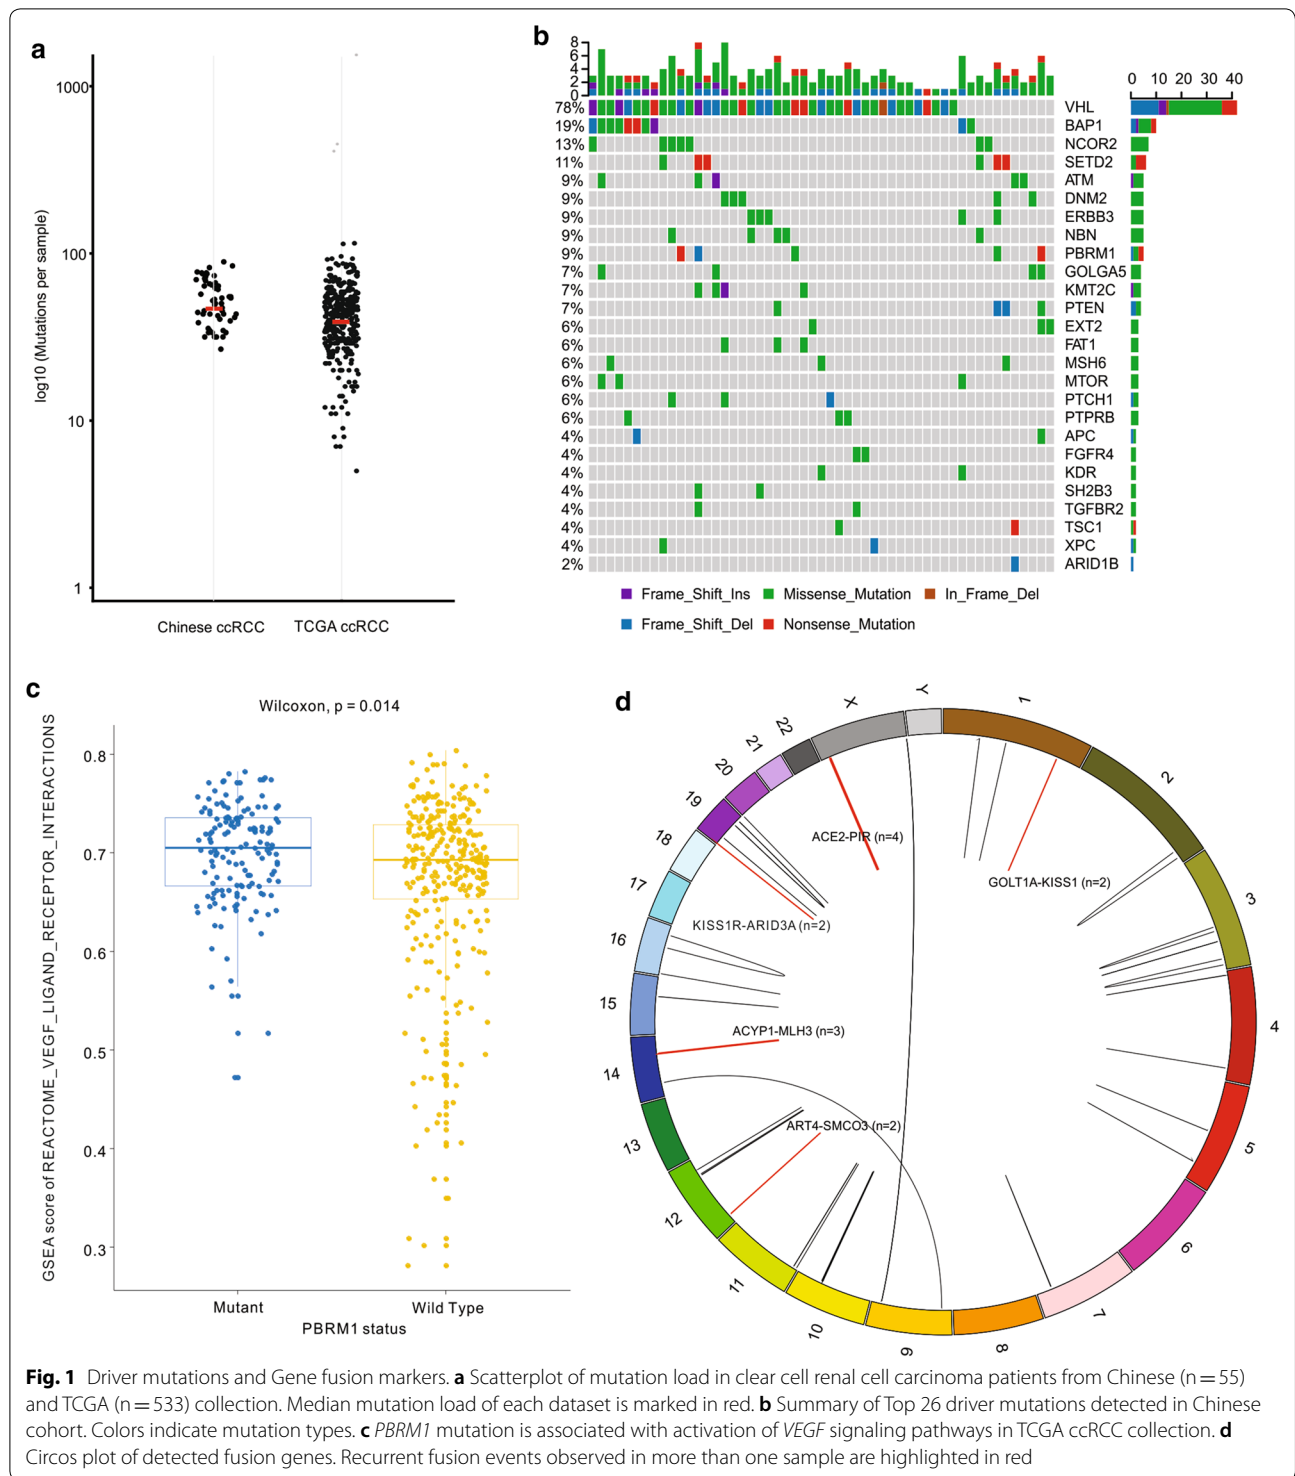 a
1000
100
10
1
log10 (Mutations per sample)
Chinese ccRCC
TCGA ccRCC
b
8
6
4
2
0
0 10 20 30 40
78% VHL
19% BAP1
13% NCOR2
11% SETD2
9% ATM
9% DNM2
9% ERBB3
9% NBN
9% PBRM1
7% GOLGA5
7% KMT2C
7% PTEN
6% EXT2
6% FAT1
6% MSH6
6% MTOR
6% PTCH1
6% PTPRB
4% APC
4% FGFR4
4% KDR
4% SH2B3
4% TGFBR2
4% TSC1
4% XPC
2% ARID1B
Frame_Shift_Ins Missense_Mutation In_Frame_Del
Frame_Shift_Del Nonsense_Mutation
c
Wilcoxon, p = 0.014
GSEA score of REACTOME_VEGF_LIGAND_RECEPTOR_INTERACTIONS
0.8
0.7
0.6
0.5
0.4
0.3
Mutant
Wild Type
PBRM1 status
d
1
2
3
4
5
6
7
8
9
10
11
12
13
14
15
16
17
18
19
20
21
22
X
Y
ACE2-PIR (n=4)
GOLT1A-KISS1 (n=2)
KISS1R-ARID3A (n=2)
ACYP1-MLH3 (n=3)
ART4-SMCO3 (n=2)
Fig. 1 Driver mutations and Gene fusion markers. a Scatterplot of mutation load in clear cell renal cell carcinoma patients from Chinese (n = 55)
and TCGA (n = 533) collection. Median mutation load of each dataset is marked in red. b Summary of Top 26 driver mutations detected in Chinese
cohort. Colors indicate mutation types. c PBRM1 mutation is associated with activation of VEGF signaling pathways in TCGA ccRCC collection. d
Circos plot of detected fusion genes. Recurrent fusion events observed in more than one sample are highlighted in red